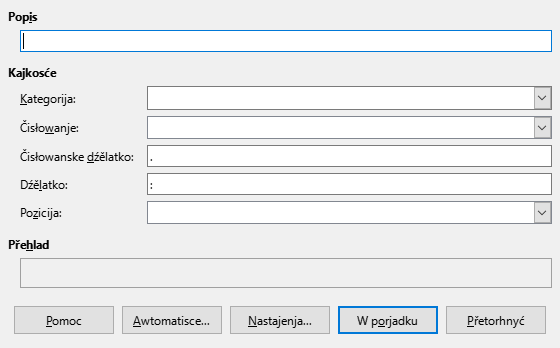 Popis
Kajkosće
Kategorija:
Čisłowanje:
Čisłowanske dźělatko: .
Dźělatko: :
Pozicija:
Přehlad
Pomoc Awtomatisce... Nastajenja... W porjadku Přetorhnyć